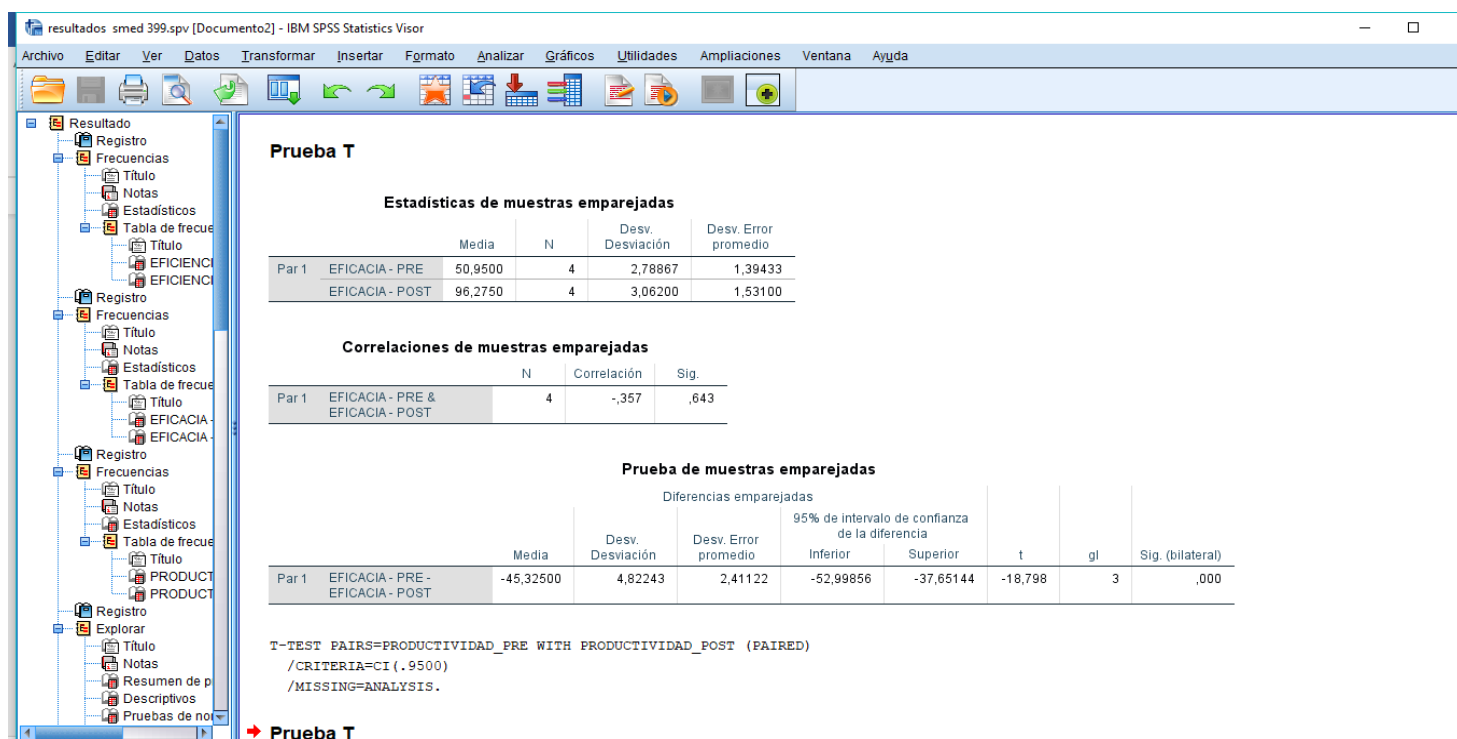 resultados smed 399.spv [Documento2] - IBM SPSS Statistics Visor
Archivo Editar Ver Datos Transformar Insertar Formato Analizar Gráficos Utilidades Ampliaciones Ventana Ayuda
Resultado
Registro
Frecuencias
Título
Notas
Estadísticos
Tabla de frecue
Título
EFICIENCI
EFICIENCI
Registro
Frecuencias
Título
Notas
Estadísticos
Tabla de frecue
Título
EFICACIA -
EFICACIA -
Registro
Frecuencias
Título
Notas
Estadísticos
Tabla de frecue
Título
PRODUCT
PRODUCT
Registro
Explorar
Título
Notas
Resumen de p
Descriptivos
Pruebas de nor
Prueba T
Estadísticas de muestras emparejadas
Media N Desv. Desviación Desv. Error promedio
Par 1 EFICACIA - PRE 50,9500 4 2,78867 1,39433
EFICACIA - POST 96,2750 4 3,06200 1,53100
Correlaciones de muestras emparejadas
N Correlación Sig.
Par 1 EFICACIA - PRE & EFICACIA - POST 4 -,357 ,643
Prueba de muestras emparejadas
Diferencias emparejadas
95% de intervalo de confianza de la diferencia
Media Desv. Desviación Desv. Error promedio Inferior Superior t gl Sig. (bilateral)
Par 1 EFICACIA - PRE - EFICACIA - POST -45,32500 4,82243 2,41122 -52,99856 -37,65144 -18,798 3 ,000
T-TEST PAIRS=PRODUCTIVIDAD_PRE WITH PRODUCTIVIDAD_POST (PAIRED)
/CRITERIA=CI(.9500)
/MISSING=ANALYSIS.
Prueba T